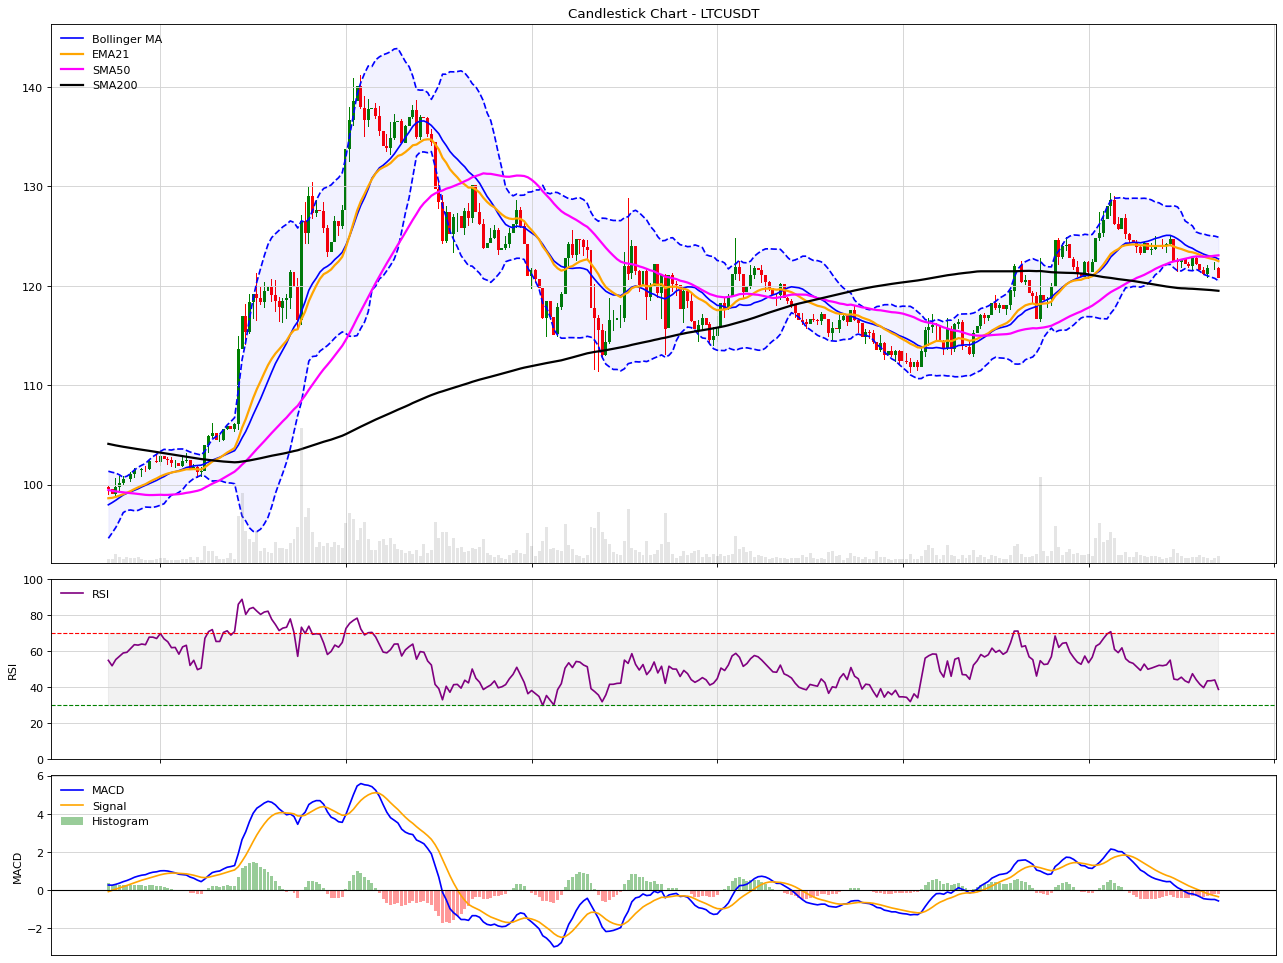 Candlestick Chart - LTCUSDT
Bollinger MA
EMA21
SMA50
SMA200
140
130
120
110
100
RSI
100
80
60
40
20
0
RSI
MACD
Signal
Histogram
6
4
2
0
−2
MACD